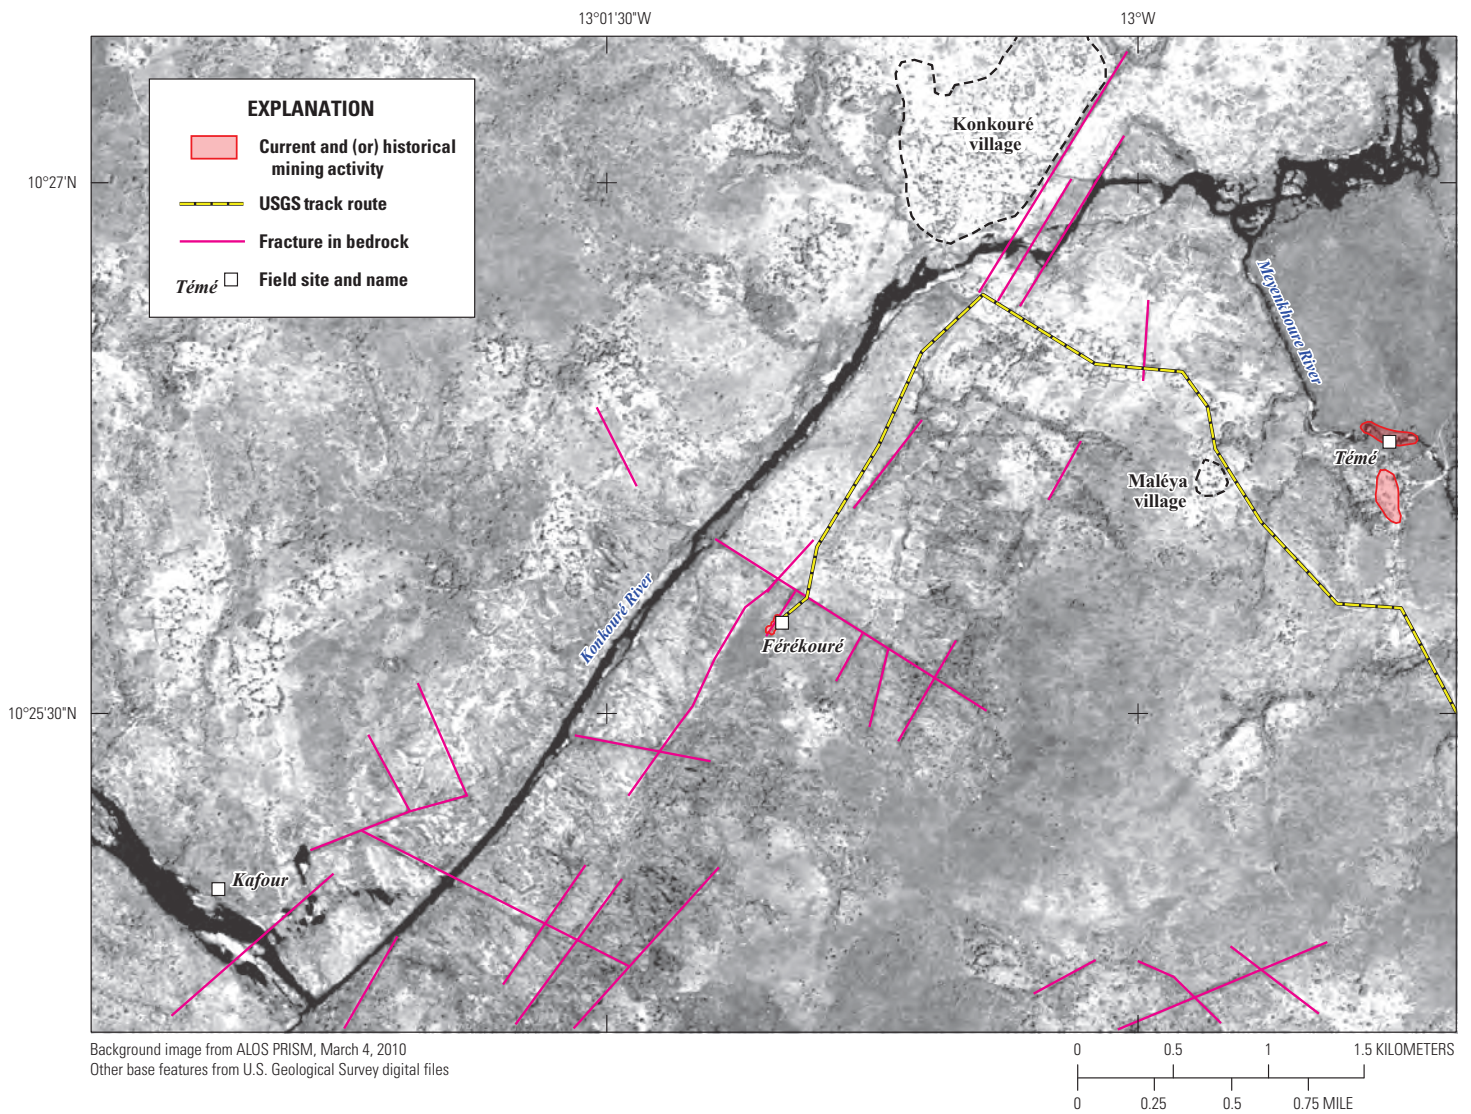 13°01'30"W
13°W
EXPLANATION
Current and (or) historical
mining activity
USGS track route
Fracture in bedrock
Témé
Field site and name
Konkouré
village
10°27'N
Meyenkhoure River
Témé
Maléya
village
Konkouré River
Férékouré
10°25'30"N
Kafour
Background image from ALOS PRISM, March 4, 2010
Other base features from U.S. Geological Survey digital files
0 0.5 1 1.5 KILOMETERS
0 0.25 0.5 0.75 MILE